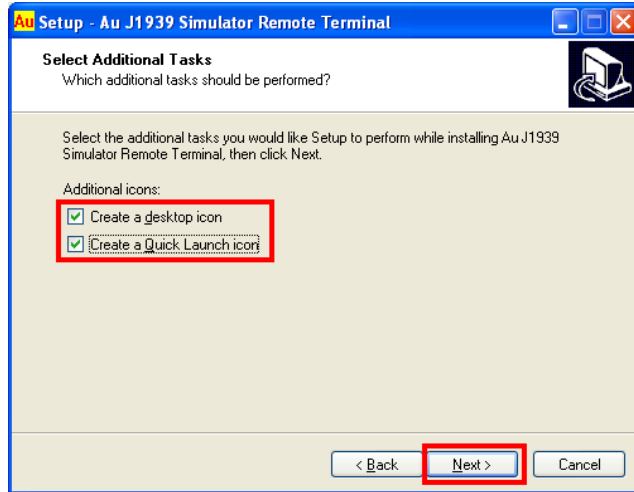 Au Setup - Au J1939 Simulator Remote Terminal
Select Additional Tasks
Which additional tasks should be performed?
Select the additional tasks you would like Setup to perform while installing Au J1939
Simulator Remote Terminal, then click Next.
Additional icons:
Create a desktop icon
Create a Quick Launch icon
< Back Next > Cancel